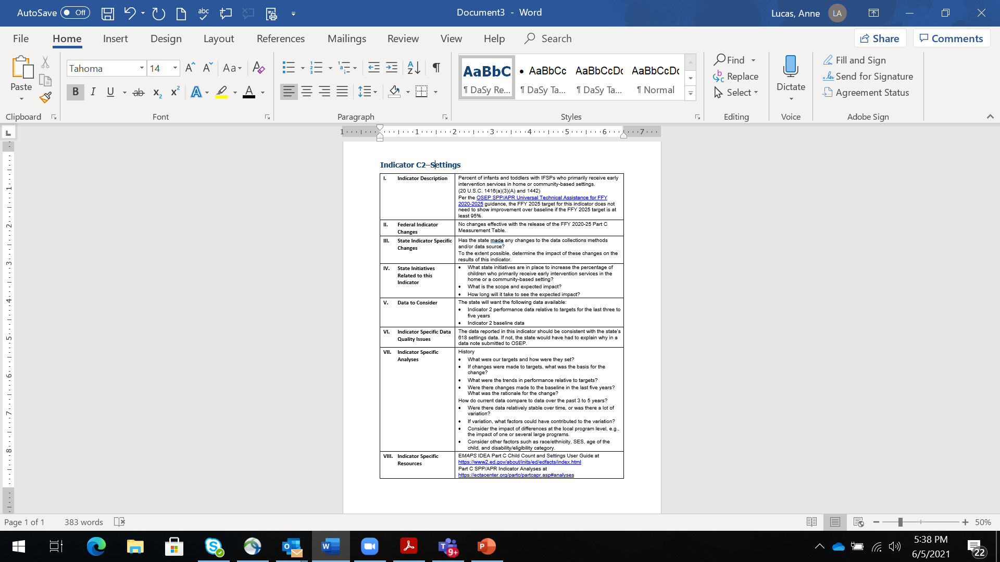 AutoSave Off
Document3 - Word
Lucas, Anne LA
File Home Insert Design Layout References Mailings Review View Help Search
Share Comments
Paste
Clipboard
Tahoma 14
Font
Paragraph
AaBbC AaBbCc AaBbCcDc AaBbCcDc
¶ DaSy Re... ¶ DaSy Ta... ¶ DaSy Ta... ¶ Normal
Styles
Find
Replace
Select
Editing
Dictate
Voice
Fill and Sign
Send for Signature
Agreement Status
Adobe Sign
1 1 2 3 4 5 6 7
Indicator C2–Settings
I. Indicator Description
Percent of infants and toddlers with IFSPs who primarily receive early
intervention services in home or community-based settings.
(20 U.S.C. 1416(a)(3)(A) and 1442)
Per the OSEP SPP/APR Universal Technical Assistance for FFY
2020-2025 guidance, the FFY 2025 target for this indicator does not
need to show improvement over baseline if the FFY 2025 target is at
least 95%.
II. Federal Indicator
Changes
No changes effective with the release of the FFY 2020-25 Part C
Measurement Table.
III. State Indicator Specific
Changes
Has the state made any changes to the data collections methods
and/or data source?
To the extent possible, determine the impact of these changes on the
results of this indicator.
IV. State Initiatives
Related to this
Indicator
• What state initiatives are in place to increase the percentage of
children who primarily receive early intervention services in the
home or a community-based setting?
• What is the scope and expected impact?
• How long will it take to see the expected impact?
V. Data to Consider
The state will want the following data available:
• Indicator 2 performance data relative to targets for the last three to
five years
• Indicator 2 baseline data
VI. Indicator Specific Data
Quality Issues
The data reported in this indicator should be consistent with the state's
618 settings data. If not, the state would have had to explain why in a
data note submitted to OSEP.
VII. Indicator Specific
Analyses
History
• What were our targets and how were they set?
• If changes were made to targets, what was the basis for the
change?
• What were the trends in performance relative to targets?
• Were there changes made to the baseline in the last five years?
What was the rationale for the change?
How do current data compare to data over the past 3 to 5 years?
• Were there data relatively stable over time, or was there a lot of
variation?
• If variation, what factors could have contributed to the variation?
• Consider the impact of differences at the local program level, e.g.,
the impact of one or several large programs.
• Consider other factors such as race/ethnicity, SES, age of the
child, and disability/eligibility category.
VIII. Indicator Specific
Resources
EMAPS IDEA Part C Child Count and Settings User Guide at
https://www2.ed.gov/about/inits/ed/edfacts/index.html
Part C SPP/APR Indicator Analyses at
https://ectacenter.org/partc/partcapr.asp#analyses
1
2
3
4
5
6
7
8
Page 1 of 1 383 words
50%
9+
5:38 PM
6/5/2021
22